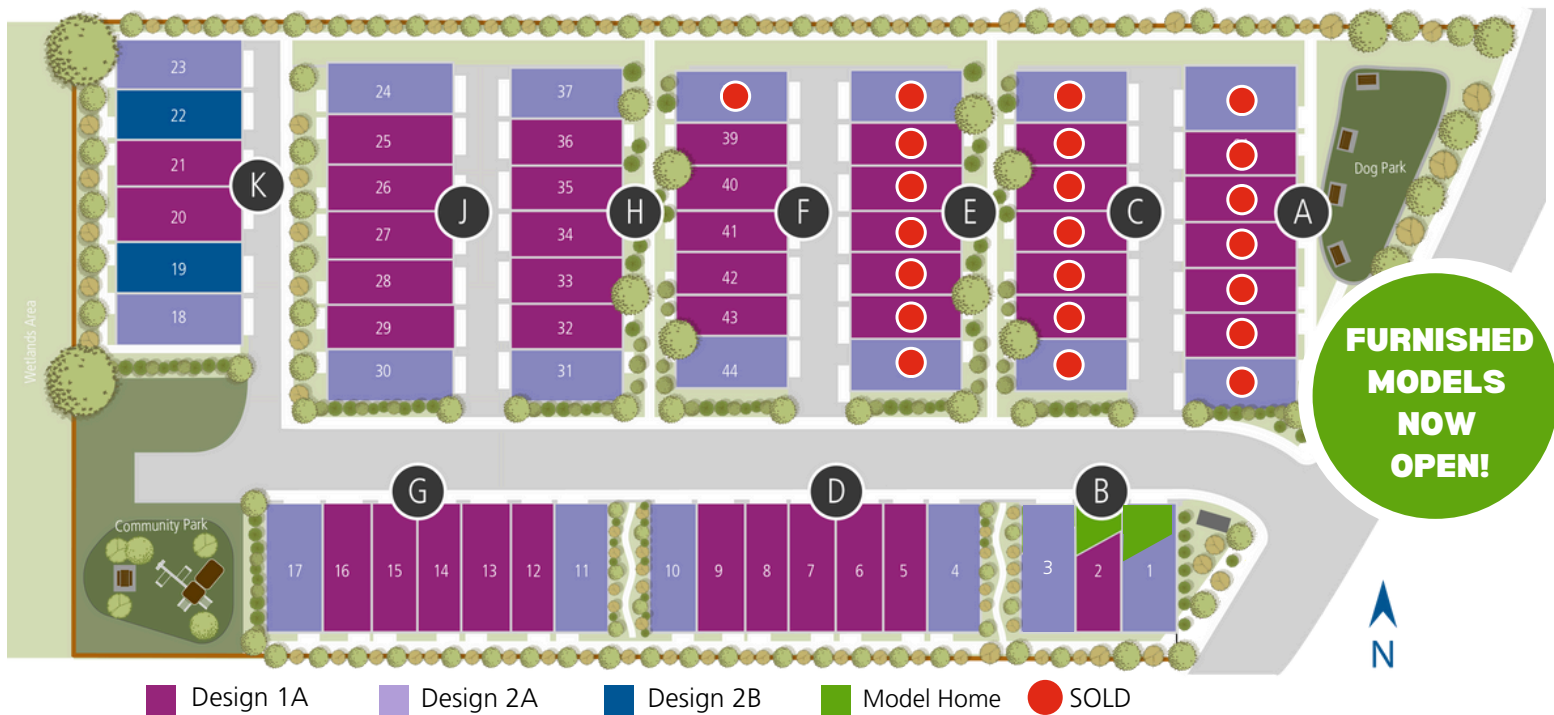 23
22
21
20
19
18
K
24
25
26
27
28
29
30
J
37
36
35
34
33
32
31
H
39
40
41
42
43
44
F
E
C
A
Dog Park
Wetlands Area
FURNISHED
MODELS
NOW
OPEN!
G
D
B
Community Park
17
16
15
14
13
12
11
10
9
8
7
6
5
4
3
2
1
N
Design 1A
Design 2A
Design 2B
Model Home
SOLD